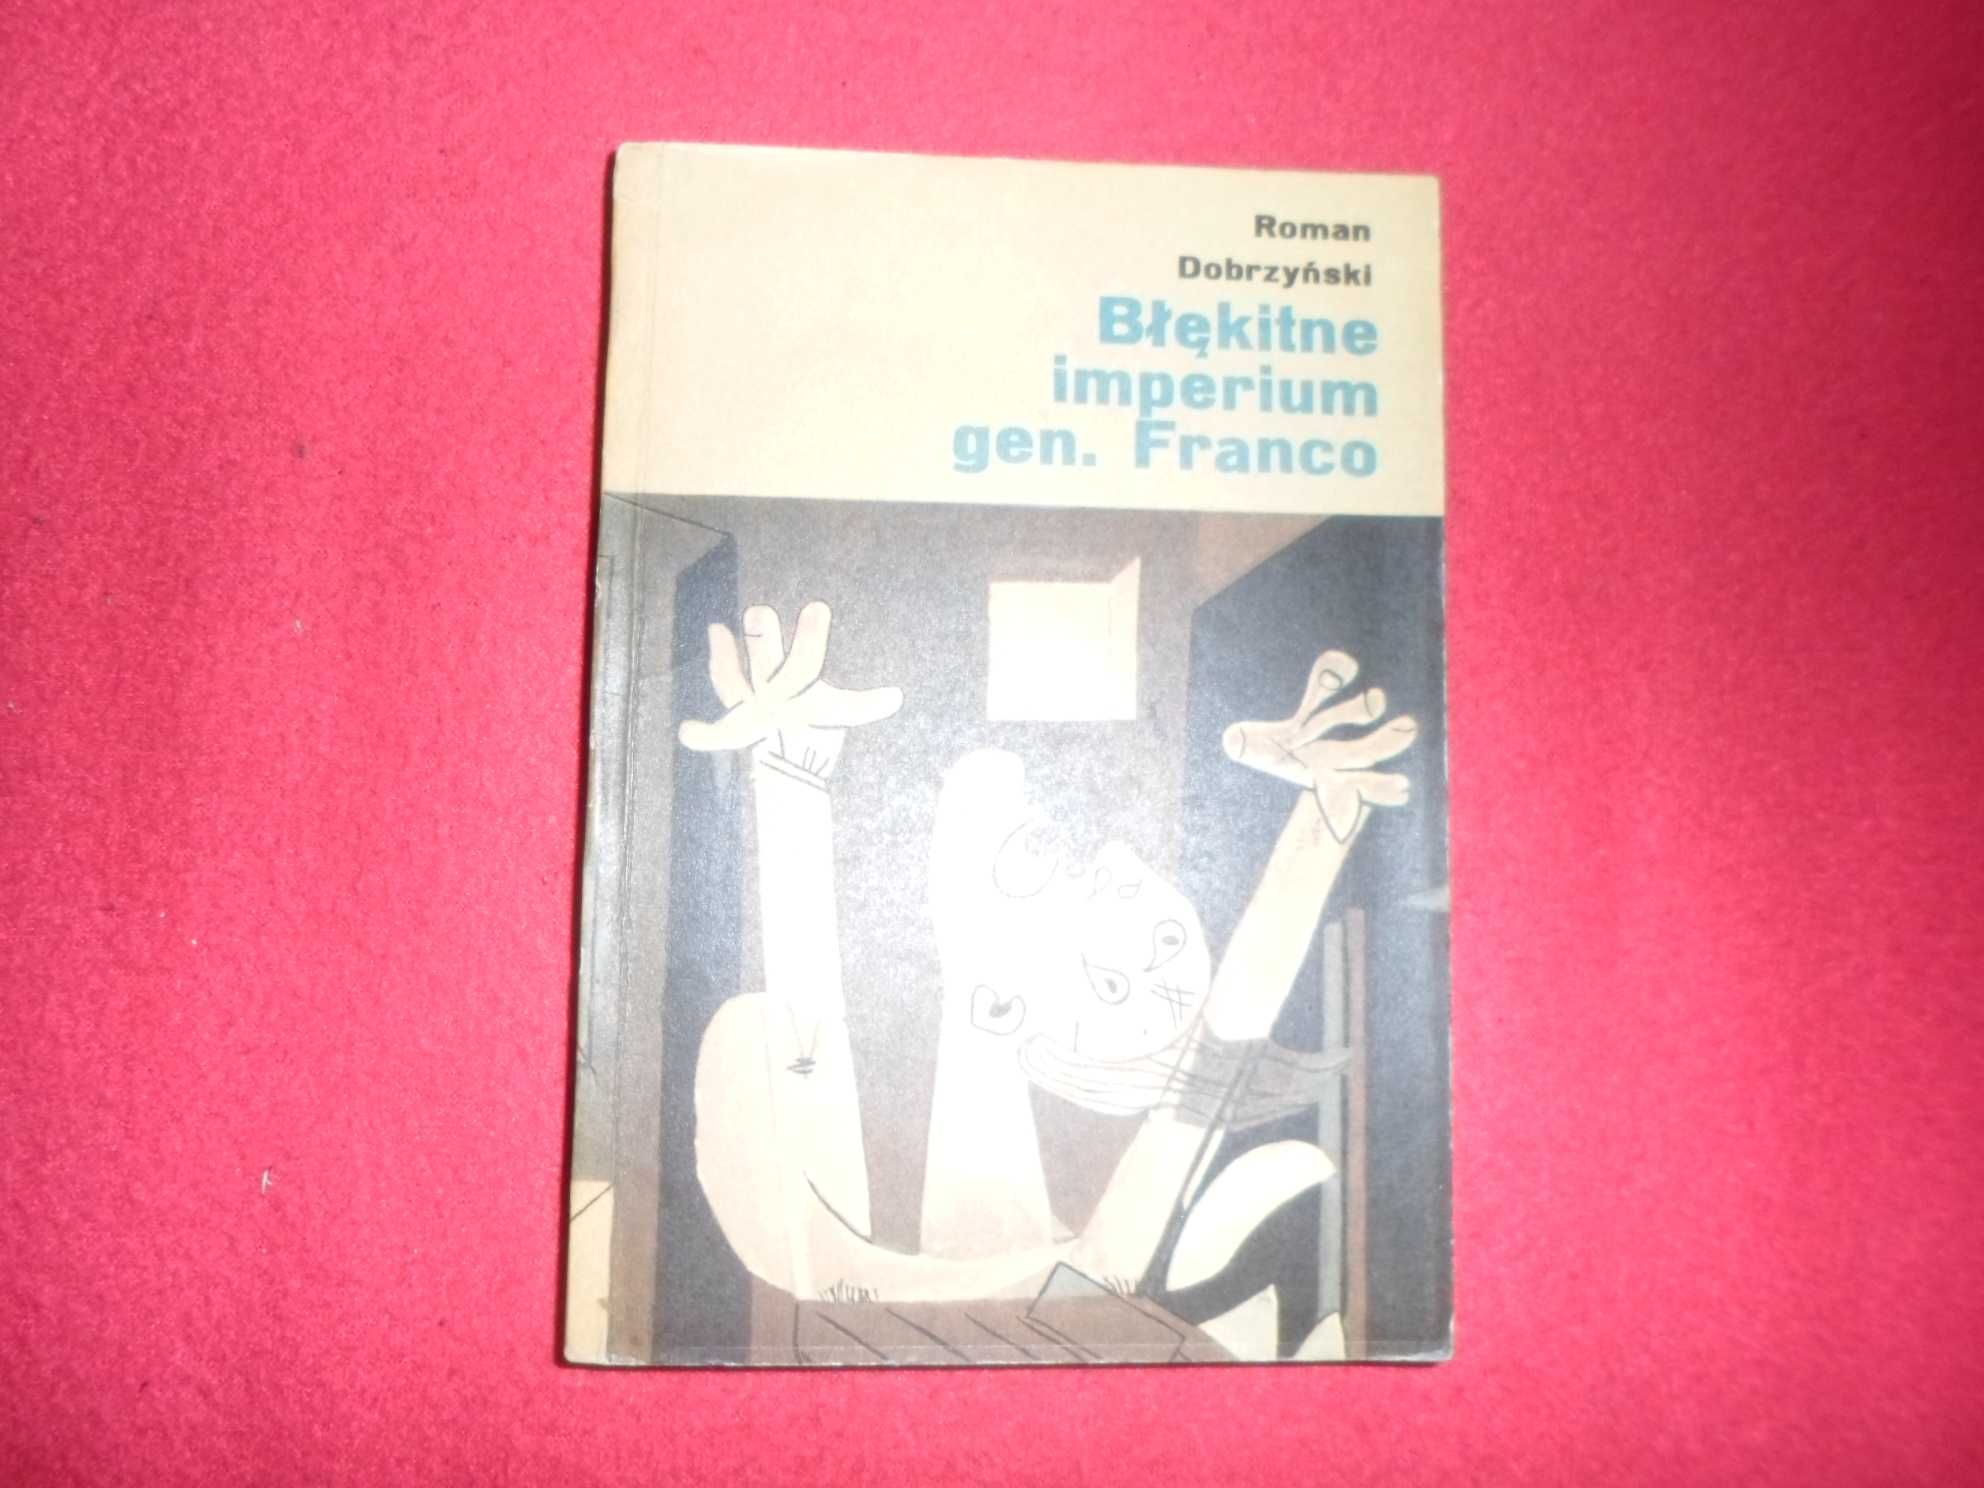 Roman
Dobrzyński
Błękitne
imperium
gen. Franco